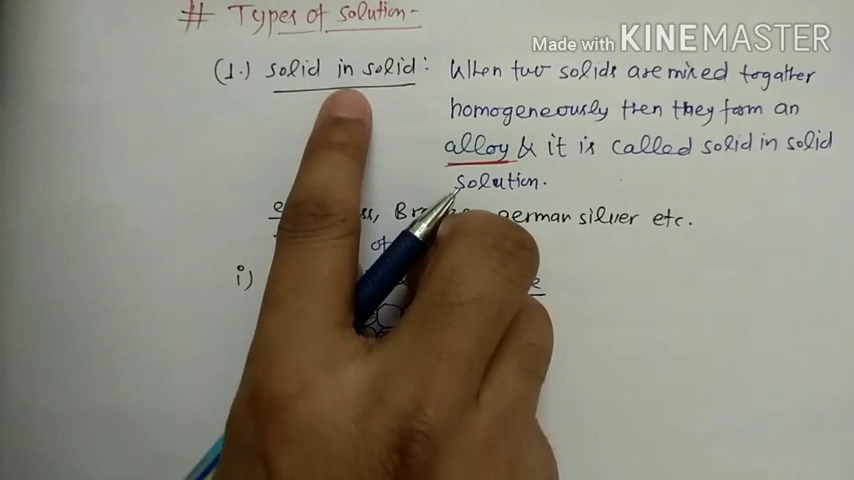 # Types of solution-
Made with KINEMASTER
(1.) solid in solid: When two solids are mixed togather
homogeneously then they form an
alloy & it is called solid in solid
solution.
german silver etc.
i)